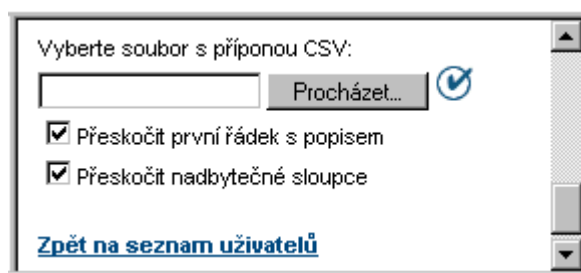 Vyberte soubor s příponou CSV:
Procházet...
Přeskočit první řádek s popisem
Přeskočit nadbytečné sloupce
Zpět na seznam uživatelů